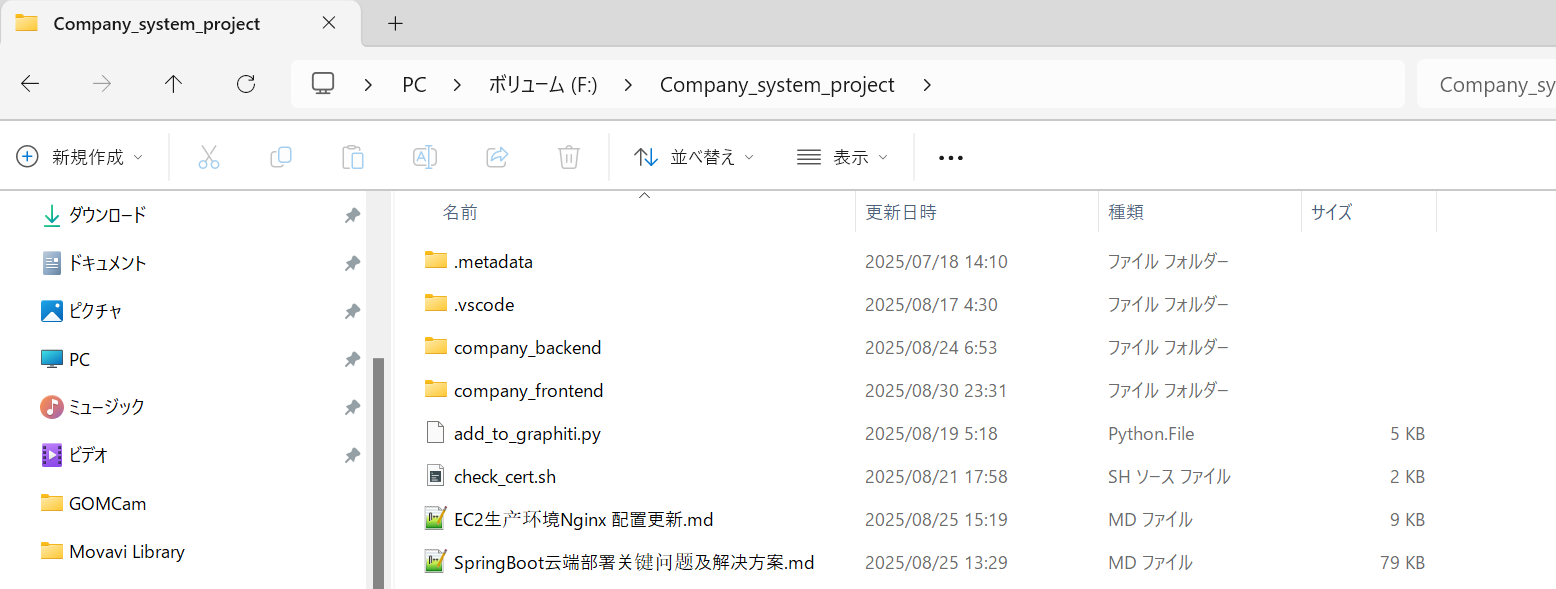 Company_system_project
PC ボリューム (F:) Company_system_project
Company_sy
新規作成 並べ替え 表示
ダウンロード
ドキュメント
ピクチャ
PC
ミュージック
ビデオ
GOMCam
Movavi Library
名前 更新日時 種類 サイズ
.metadata 2025/07/18 14:10 ファイル フォルダー
.vscode 2025/08/17 4:30 ファイル フォルダー
company_backend 2025/08/24 6:53 ファイル フォルダー
company_frontend 2025/08/30 23:31 ファイル フォルダー
add_to_graphiti.py 2025/08/19 5:18 Python.File 5 KB
check_cert.sh 2025/08/21 17:58 SH ソース ファイル 2 KB
EC2生产环境Nginx 配置更新.md 2025/08/25 15:19 MD ファイル 9 KB
SpringBoot云端部署关键问题及解决方案.md 2025/08/25 13:29 MD ファイル 79 KB